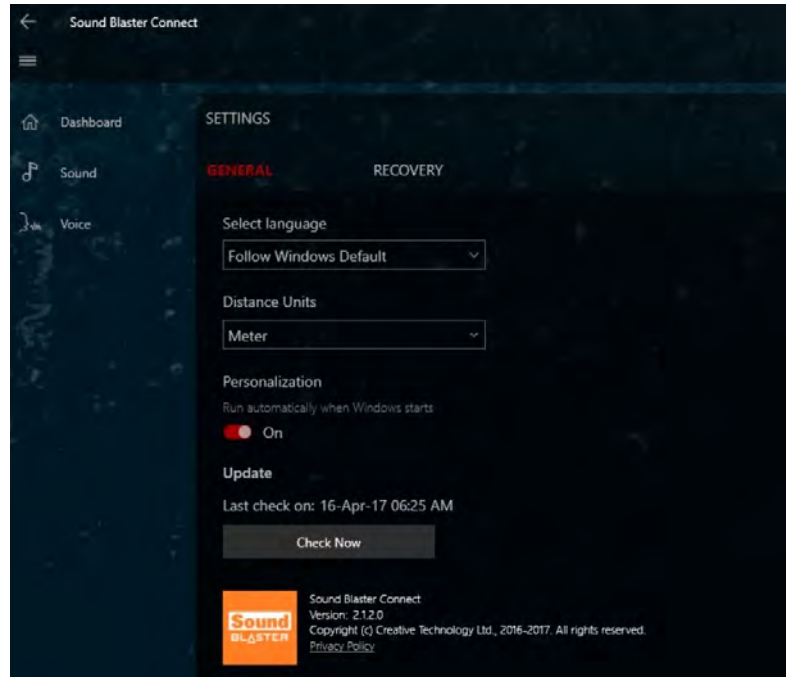 Sound Blaster Connect
Dashboard
Sound
Voice
SETTINGS
GENERAL RECOVERY
Select language
Follow Windows Default
Distance Units
Meter
Personalization
Run automatically when Windows starts
On
Update
Last check on: 16-Apr-17 06:25 AM
Check Now
Sound
BLASTER
Sound Blaster Connect
Version: 2.1.2.0
Copyright (c) Creative Technology Ltd., 2016-2017. All rights reserved.
Privacy Policy